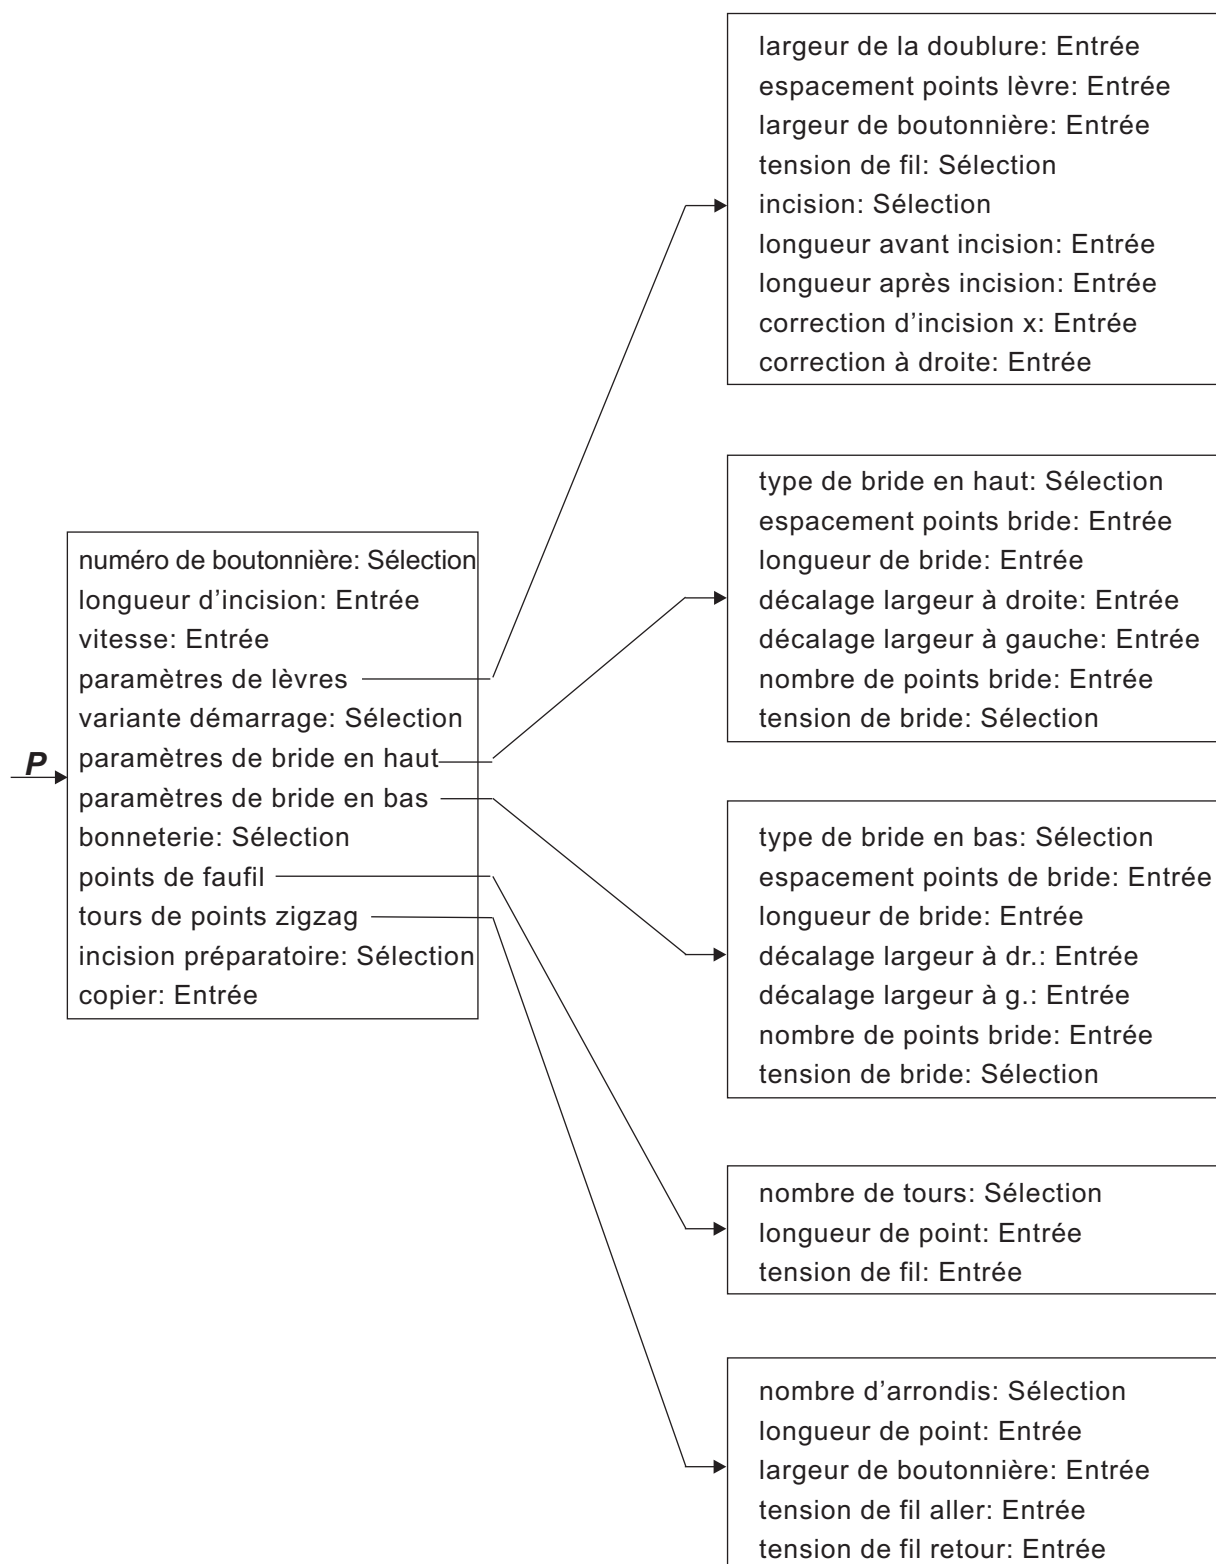 largeur de la doublure: Entrée
espacement points lèvre: Entrée
largeur de boutonnière: Entrée
tension de fil: Sélection
incision: Sélection
longueur avant incision: Entrée
longueur après incision: Entrée
correction d’incision x: Entrée
correction à droite: Entrée
type de bride en haut: Sélection
espacement points bride: Entrée
longueur de bride: Entrée
décalage largeur à droite: Entrée
décalage largeur à gauche: Entrée
nombre de points bride: Entrée
tension de bride: Sélection
P
numéro de boutonnière: Sélection
longueur d’incision: Entrée
vitesse: Entrée
paramètres de lèvres
variante démarrage: Sélection
paramètres de bride en haut
paramètres de bride en bas
bonneterie: Sélection
points de faufil
tours de points zigzag
incision préparatoire: Sélection
copier: Entrée
type de bride en bas: Sélection
espacement points de bride: Entrée
longueur de bride: Entrée
décalage largeur à dr.: Entrée
décalage largeur à g.: Entrée
nombre de points bride: Entrée
tension de bride: Sélection
nombre de tours: Sélection
longueur de point: Entrée
tension de fil: Entrée
nombre d’arrondis: Sélection
longueur de point: Entrée
largeur de boutonnière: Entrée
tension de fil aller: Entrée
tension de fil retour: Entrée